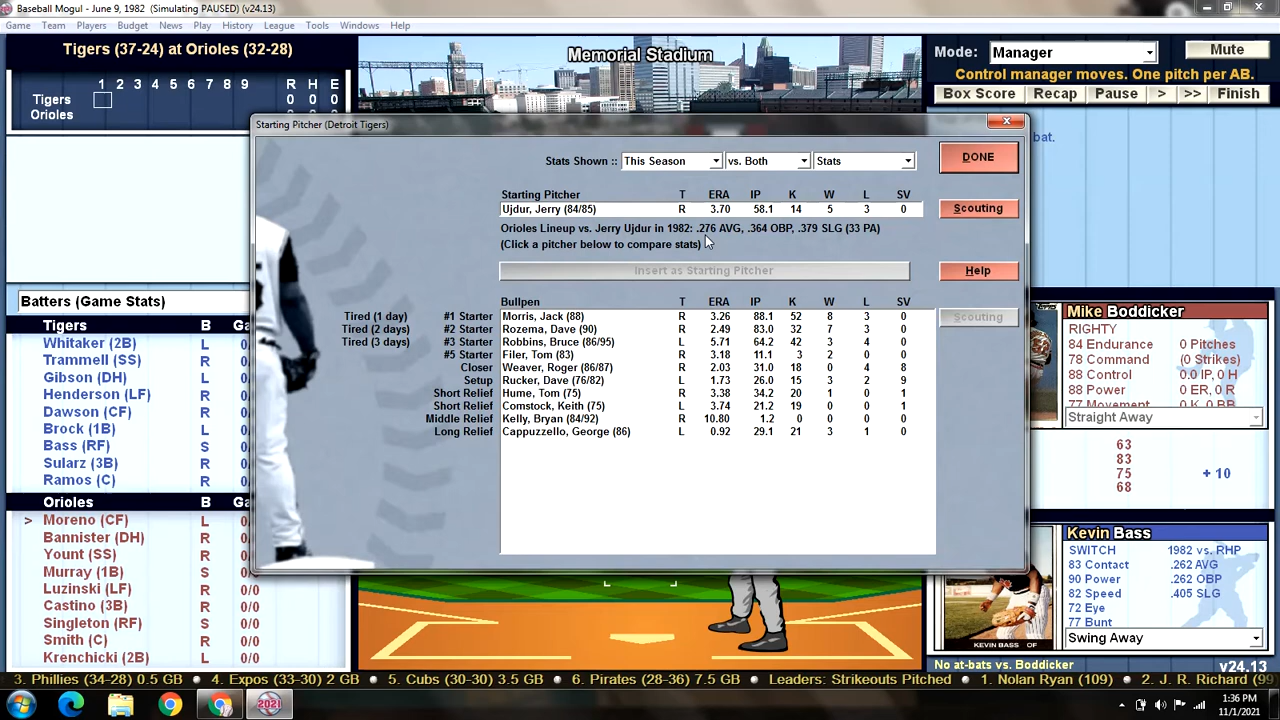 Baseball Mogul - June 9, 1982 (Simulating PAUSED) (v24.13)
Game Team Players Budget News Play History League Tools Windows Help
Tigers (37-24) at Orioles (32-28)
1 2 3 4 5 6 7 8 9 R H E
Tigers 0 0 0
Orioles 0 0 0
Memorial Stadium
Mode: Manager Mute
Control manager moves. One pitch per AB.
Box Score Recap Pause > >> Finish
bat.
Starting Pitcher (Detroit Tigers)
Stats Shown :: This Season vs. Both Stats DONE
Starting Pitcher T ERA IP K W L SV
Ujdur, Jerry (84/85) R 3.70 58.1 14 5 3 0 Scouting
Orioles Lineup vs. Jerry Ujdur in 1982: .276 AVG, .364 OBP, .379 SLG (33 PA)
(Click a pitcher below to compare stats)
Insert as Starting Pitcher Help
Bullpen T ERA IP K W L SV
Tired (1 day) #1 Starter Morris, Jack (88) R 3.26 88.1 52 8 3 0 Scouting
Tired (2 days) #2 Starter Rozema, Dave (90) R 2.49 83.0 32 7 3 0
Tired (3 days) #3 Starter Robbins, Bruce (86/95) L 5.71 64.2 42 3 4 0
#5 Starter Filer, Tom (83) R 3.18 11.1 3 2 0 0
Closer Weaver, Roger (86/87) R 2.03 31.0 18 0 4 8
Setup Rucker, Dave (76/82) L 1.73 26.0 15 3 2 9
Short Relief Hume, Tom (75) R 3.38 34.2 20 1 0 1
Short Relief Comstock, Keith (75) L 3.74 21.2 19 0 0 1
Middle Relief Kelly, Bryan (84/92) R 10.80 1.2 0 0 0 0
Long Relief Cappuzzello, George (86) L 0.92 29.1 21 3 1 0
Batters (Game Stats)
Tigers B Ga
Whitaker (2B) L
Trammell (SS) R
Gibson (DH) L
Henderson (LF) R
Dawson (CF) R
Brock (1B) L
Bass (RF) S
Sularz (3B) R
Ramos (C) R
Orioles B Ga
> Moreno (CF) L 0/0
Bannister (DH) R 0/0
Yount (SS) R 0/0
Murray (1B) S 0/0
Luzinski (LF) R 0/0
Castino (3B) R 0/0
Singleton (RF) S 0/0
Smith (C) R 0/0
Krenchicki (2B) L 0/0
Mike Boddicker
RIGHTY
84 Endurance 0 Pitches
78 Command (0 Strikes)
88 Control 0.0 IP, 0 H
88 Power 0 ER, 0 R
77 Movement 0 K, 0 BB
Straight Away
63
83
75 + 10
68
Kevin Bass
SWITCH 1982 vs. RHP
83 Contact .262 AVG
90 Power .262 OBP
82 Speed .405 SLG
72 Eye
77 Bunt
Swing Away
KEVIN BASS OF
No at-bats vs. Boddicker v24.13
3. Phillies (34-28) 0.5 GB 4. Expos (33-30) 2 GB 5. Cubs (30-30) 3.5 GB 6. Pirates (28-36) 7.5 GB Leaders: Strikeouts Pitched 1. Nolan Ryan (109) 2. J. R. Richard (99)
2021
1:36 PM
11/1/2021